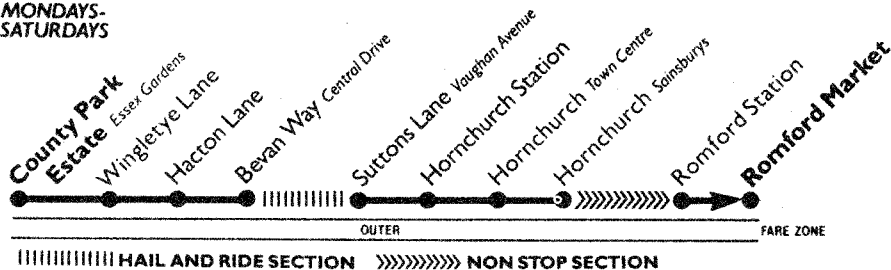 MONDAYS-
SATURDAYS
County Park
Estate Essex Gardens
Wingletye Lane
Hacton Lane
Bevan Way Central Drive
Suttons Lane Vaughan Avenue
Hornchurch Station
Hornchurch Town Centre
Hornchurch Sainsburys
Romford Station
Romford Market
OUTER
FARE ZONE
HAIL AND RIDE SECTION
NON STOP SECTION